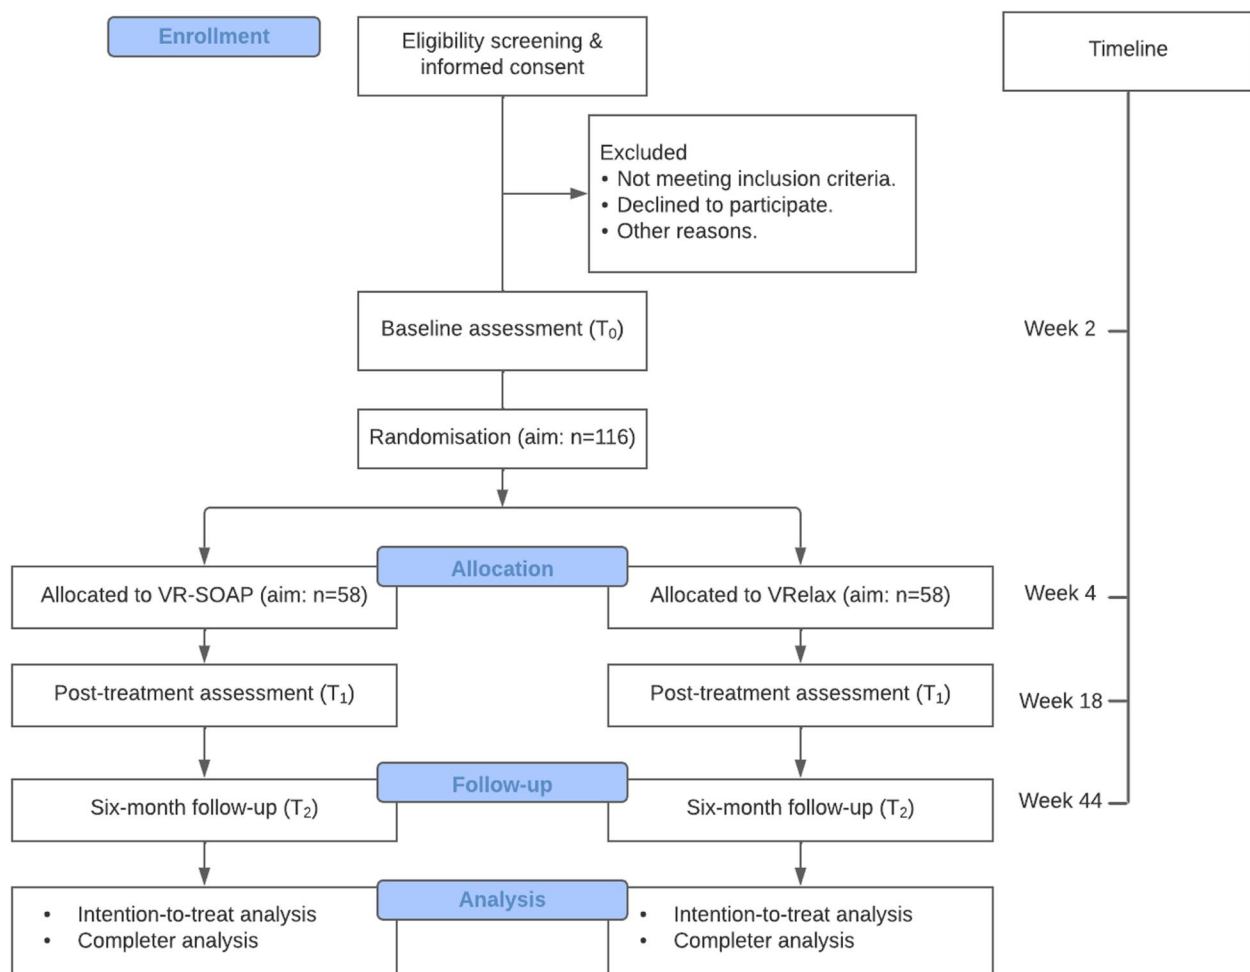 Enrollment
Eligibility screening &
informed consent
Timeline
Excluded
• Not meeting inclusion criteria.
• Declined to participate.
• Other reasons.
Baseline assessment (T₀)
Week 2
Randomisation (aim: n=116)
Allocation
Allocated to VR-SOAP (aim: n=58)
Allocated to VRelax (aim: n=58)
Week 4
Post-treatment assessment (T₁)
Post-treatment assessment (T₁)
Week 18
Follow-up
Six-month follow-up (T₂)
Six-month follow-up (T₂)
Week 44
Analysis
• Intention-to-treat analysis
• Completer analysis
• Intention-to-treat analysis
• Completer analysis